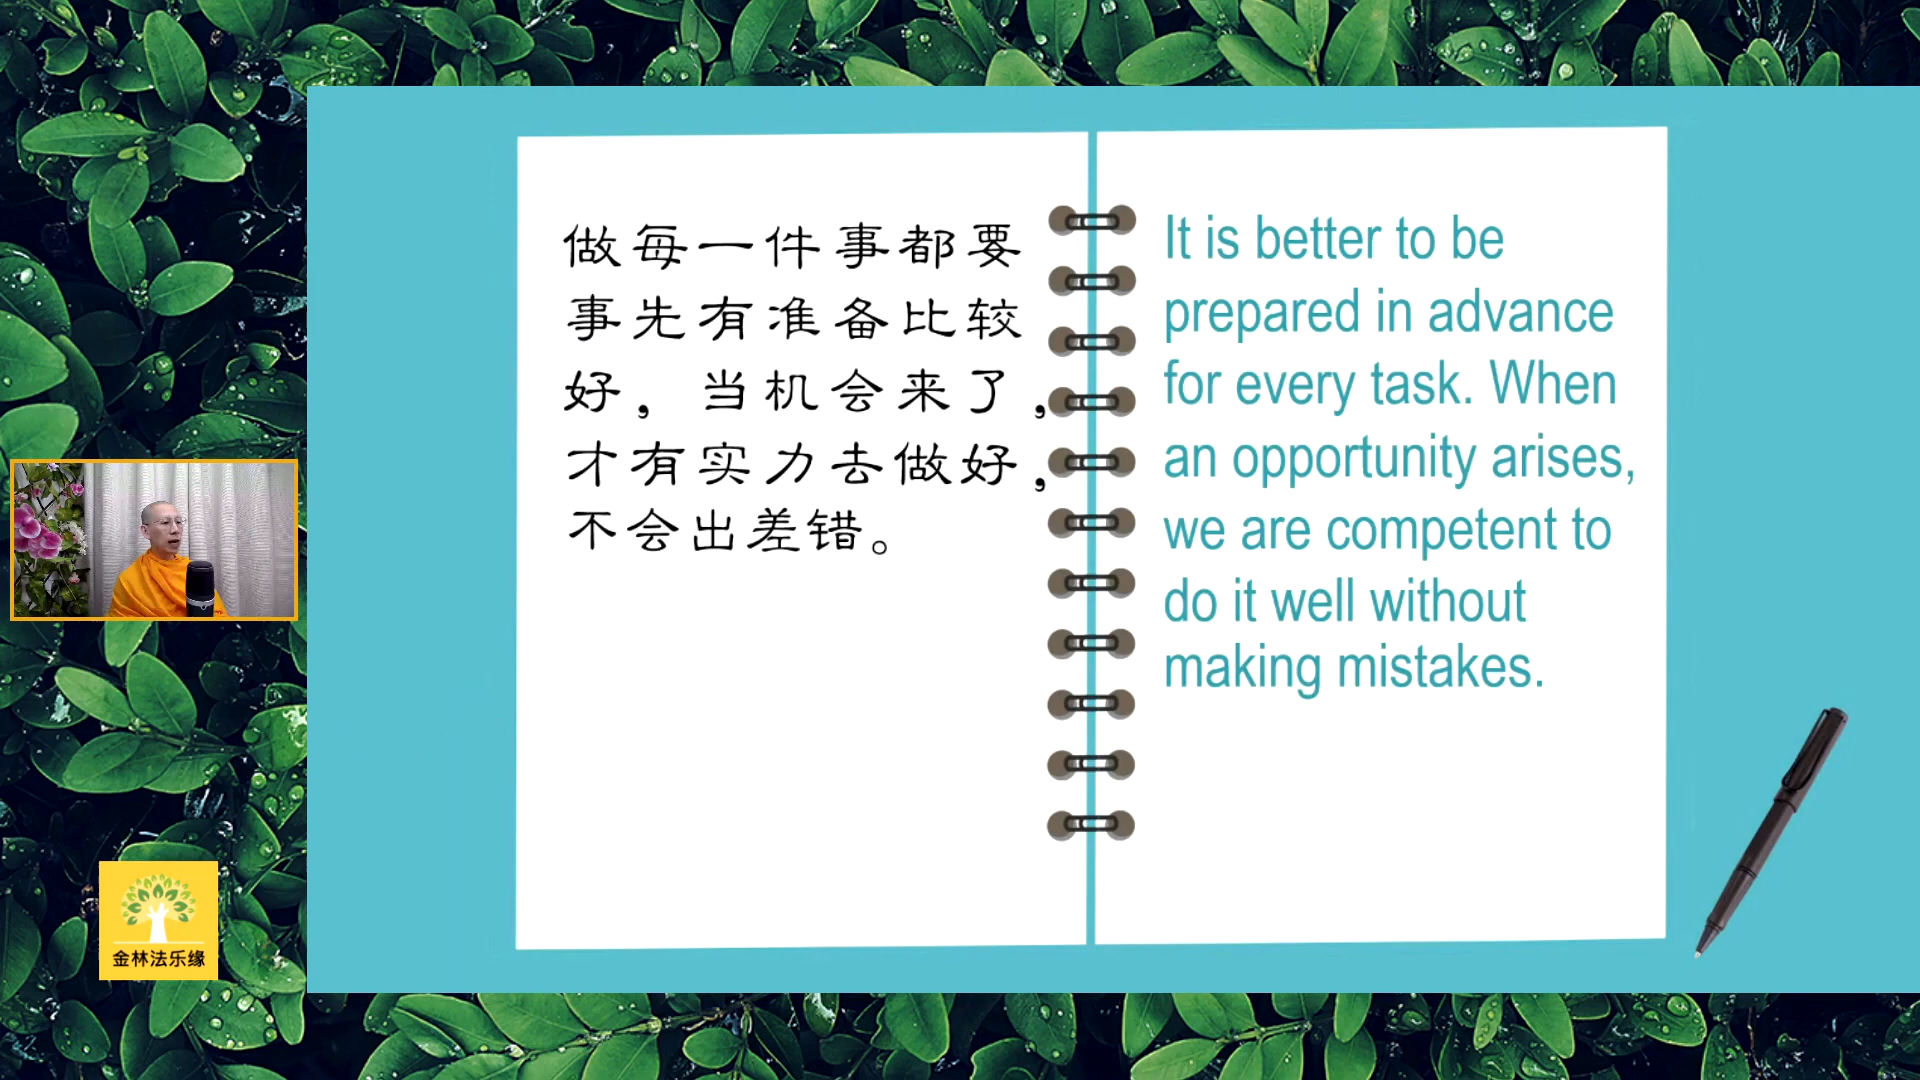 做每一件事都要
事先有准备比较
好，当机会来了，
才有实力去做好，
不会出差错。
It is better to be
prepared in advance
for every task. When
an opportunity arises,
we are competent to
do it well without
making mistakes.
金林法乐缘